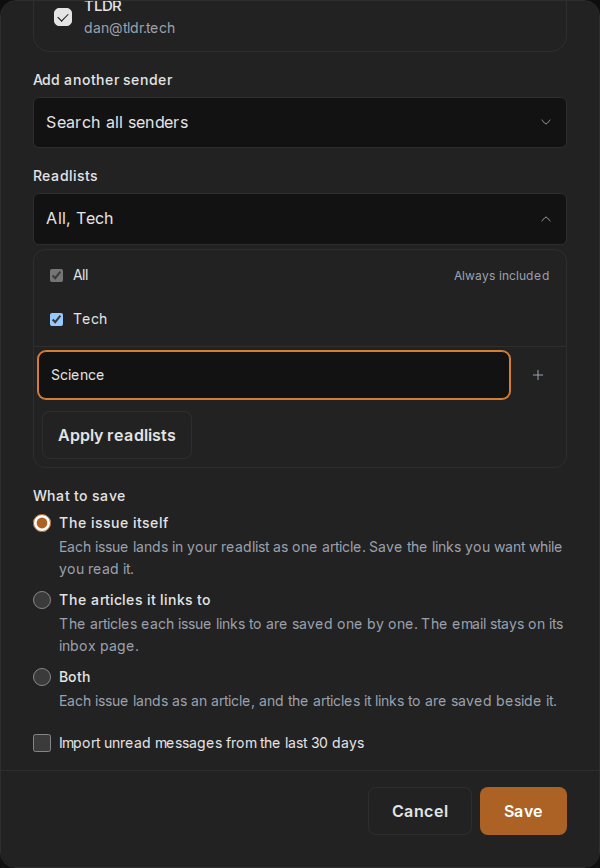 TLDR
dan@tldr.tech
Add another sender
Search all senders
Readlists
All, Tech
All
Always included
Tech
Science
Apply readlists
What to save
The issue itself
Each issue lands in your readlist as one article. Save the links you want while
you read it.
The articles it links to
The articles each issue links to are saved one by one. The email stays on its
inbox page.
Both
Each issue lands as an article, and the articles it links to are saved beside it.
Import unread messages from the last 30 days
Cancel
Save